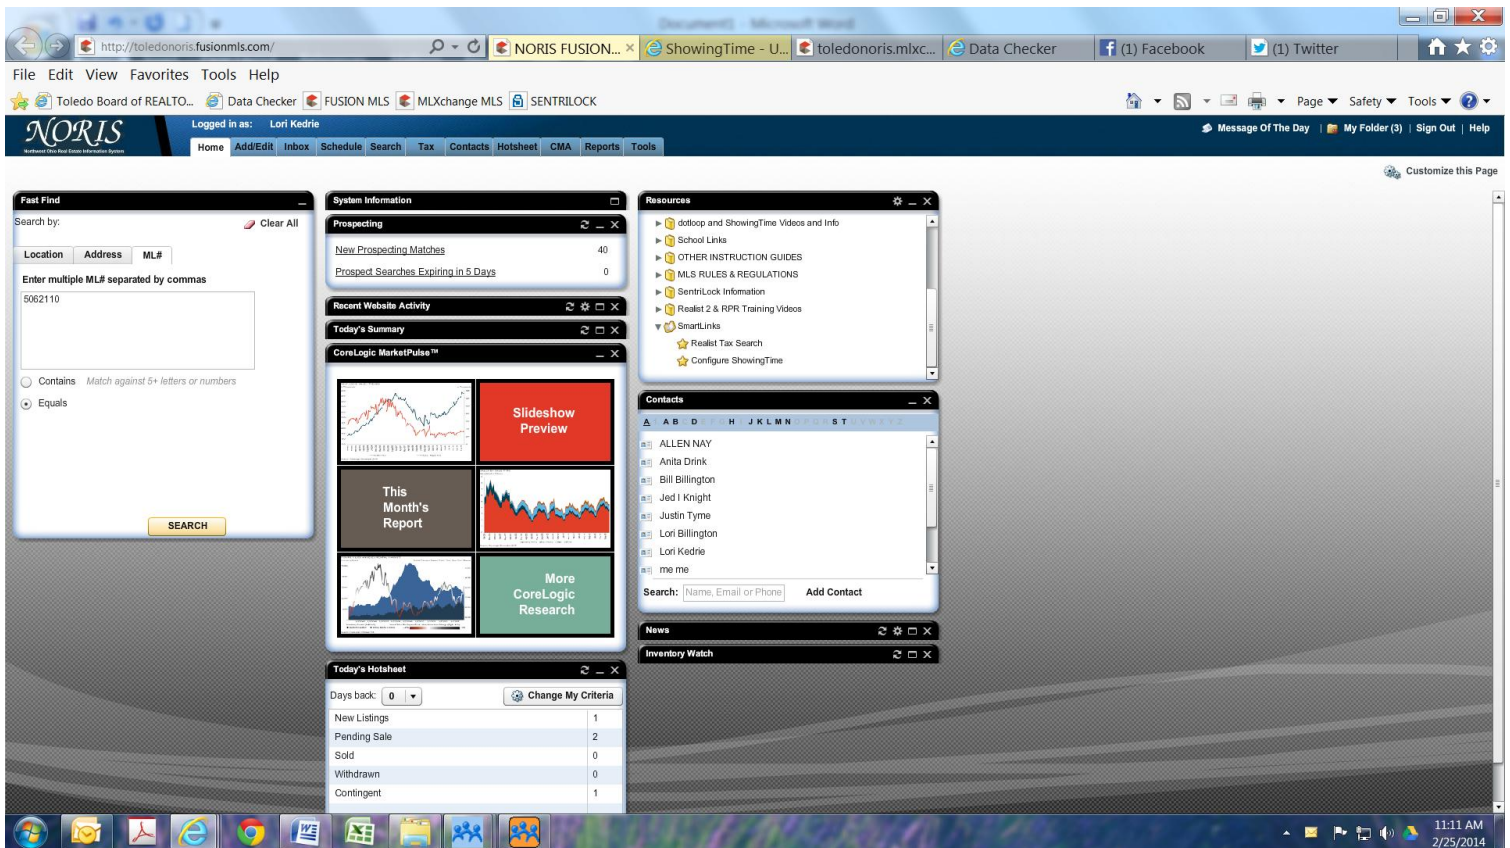 Document1 - Microsoft Word
http://toledonoris.fusionmls.com/
NORIS FUSION...
ShowingTime - U...
toledonoris.mlxc...
Data Checker
(1) Facebook
(1) Twitter
File Edit View Favorites Tools Help
Toledo Board of REALTO... Data Checker FUSION MLS MLXchange MLS SENTRILOCK
Page Safety Tools
NORIS
Northwest Ohio Real Estate Information System
Logged in as: Lori Kedrie
Message Of The Day | My Folder (3) | Sign Out | Help
Home Add/Edit Inbox Schedule Search Tax Contacts Hotsheet CMA Reports Tools
Customize this Page
Fast Find
Search by:
Clear All
Location Address ML#
Enter multiple ML# separated by commas
5062110
Contains Match against 5+ letters or numbers
Equals
SEARCH
System Information
Prospecting
New Prospecting Matches 40
Prospect Searches Expiring in 5 Days 0
Recent Website Activity
Today's Summary
CoreLogic MarketPulse™
Slideshow
Preview
This
Month's
Report
More
CoreLogic
Research
Today's Hotsheet
Days back: 0
Change My Criteria
New Listings 1
Pending Sale 2
Sold 0
Withdrawn 0
Contingent 1
Resources
dotloop and ShowingTime Videos and Info
School Links
OTHER INSTRUCTION GUIDES
MLS RULES & REGULATIONS
SentriLock Information
Realist 2 & RPR Training Videos
SmartLinks
Realist Tax Search
Configure ShowingTime
Contacts
A A B D H J K L M N S T
ALLEN NAY
Anita Drink
Bill Billington
Jed I Knight
Justin Tyme
Lori Billington
Lori Kedrie
me me
Search: Name, Email or Phone Add Contact
News
Inventory Watch
11:11 AM
2/25/2014